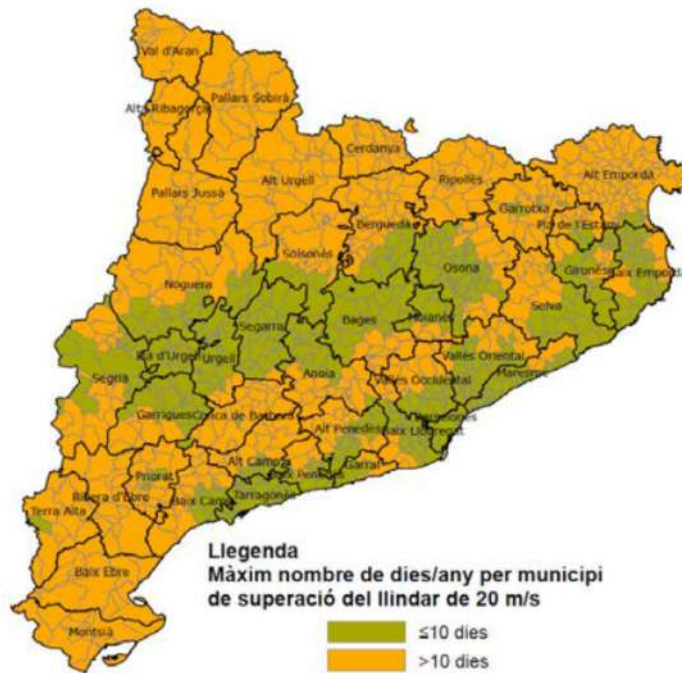 Val d'Aran
Pallars Sobirà
Alta Ribagorça
Cerdanya
Alt Urgell
Ripollès
Alt Empordà
Pallars Jussà
Garrotxa
Berguedà
Pla de l'Estany
Solsonès
Osona
Gironès
Baix Empordà
Noguera
Selva
Segarra
Bages
Moianès
Pla d'Urgell
Urgell
Vallès Oriental
Segrià
Anoia
Vallès Occidental
Maresme
Garrigues
Conca de Barberà
Barcelonès
Alt Penedès
Baix Llobregat
Alt Camp
Garraf
Priorat
Baix Penedès
Ribera d'Ebre
Baix Camp
Tarragonès
Terra Alta
Llegenda
Baix Ebre
Màxim nombre de dies/any per municipi
de superació del llindar de 20 m/s
Montsià
≤10 dies
>10 dies